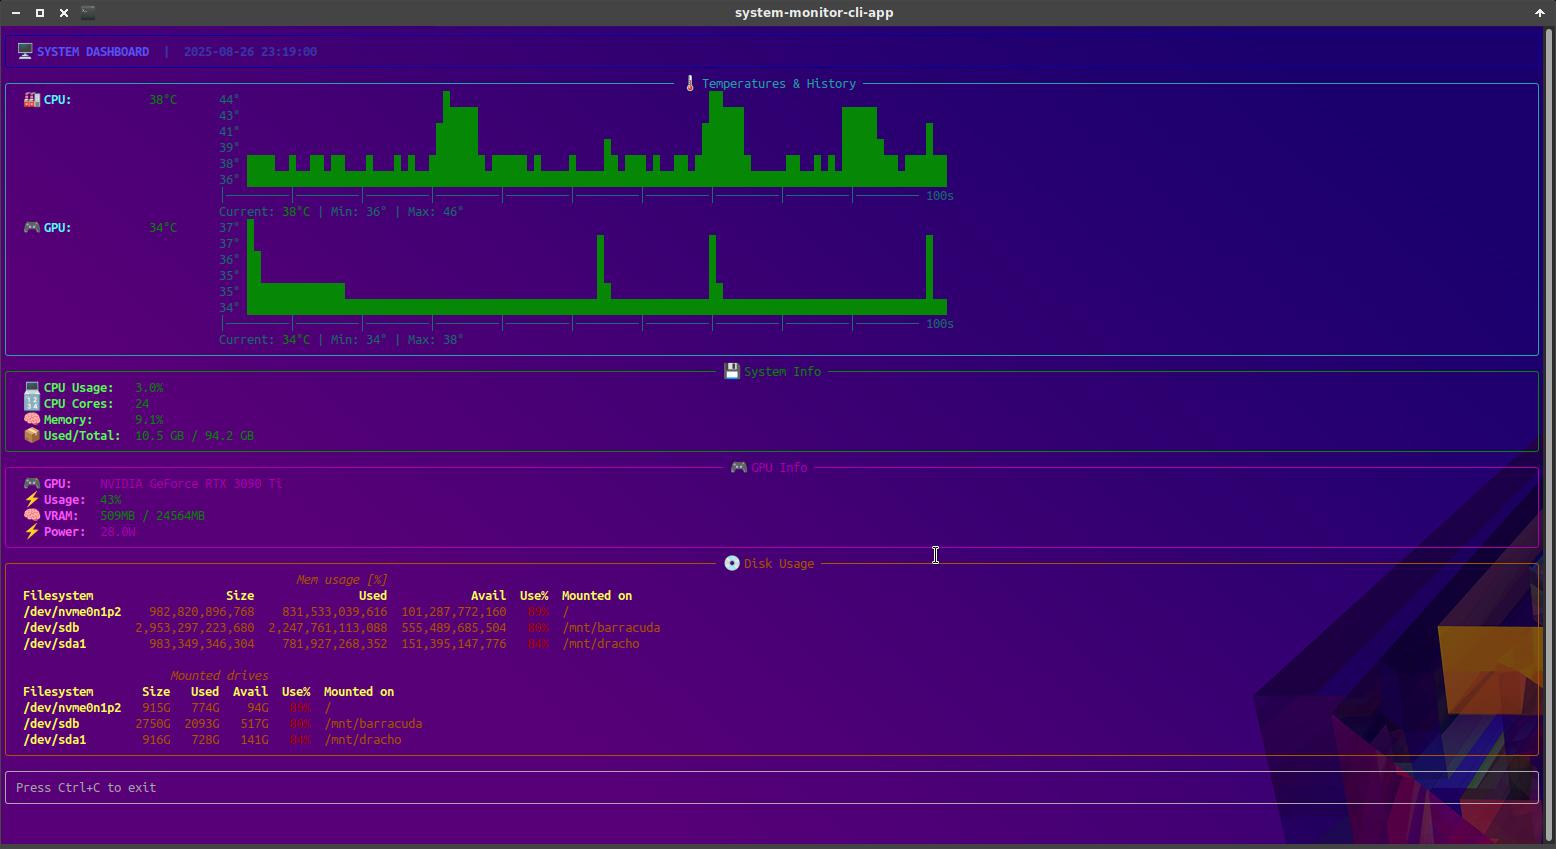 system-monitor-cli-app
SYSTEM DASHBOARD | 2025-08-26 23:19:00
Temperatures & History
CPU: 38°C
44°
43°
41°
39°
38°
36°
100s
Current: 38°C | Min: 36° | Max: 46°
GPU: 34°C
37°
37°
36°
35°
35°
34°
100s
Current: 34°C | Min: 34° | Max: 38°
System Info
CPU Usage: 3.0%
CPU Cores: 24
Memory: 9.1%
Used/Total: 10.5 GB / 94.2 GB
GPU Info
GPU: NVIDIA GeForce RTX 3090 Ti
Usage: 43%
VRAM: 509MB / 24564MB
Power: 28.0W
Disk Usage
Mem usage [%]
Filesystem Size Used Avail Use% Mounted on
/dev/nvme0n1p2 982,820,896,768 831,533,039,616 101,287,772,160 89% /
/dev/sdb 2,953,297,223,680 2,247,761,113,088 555,489,685,504 80% /mnt/barracuda
/dev/sda1 983,349,346,304 781,927,268,352 151,395,147,776 84% /mnt/dracho
Mounted drives
Filesystem Size Used Avail Use% Mounted on
/dev/nvme0n1p2 915G 774G 94G 89% /
/dev/sdb 2750G 2093G 517G 80% /mnt/barracuda
/dev/sda1 916G 728G 141G 84% /mnt/dracho
Press Ctrl+C to exit